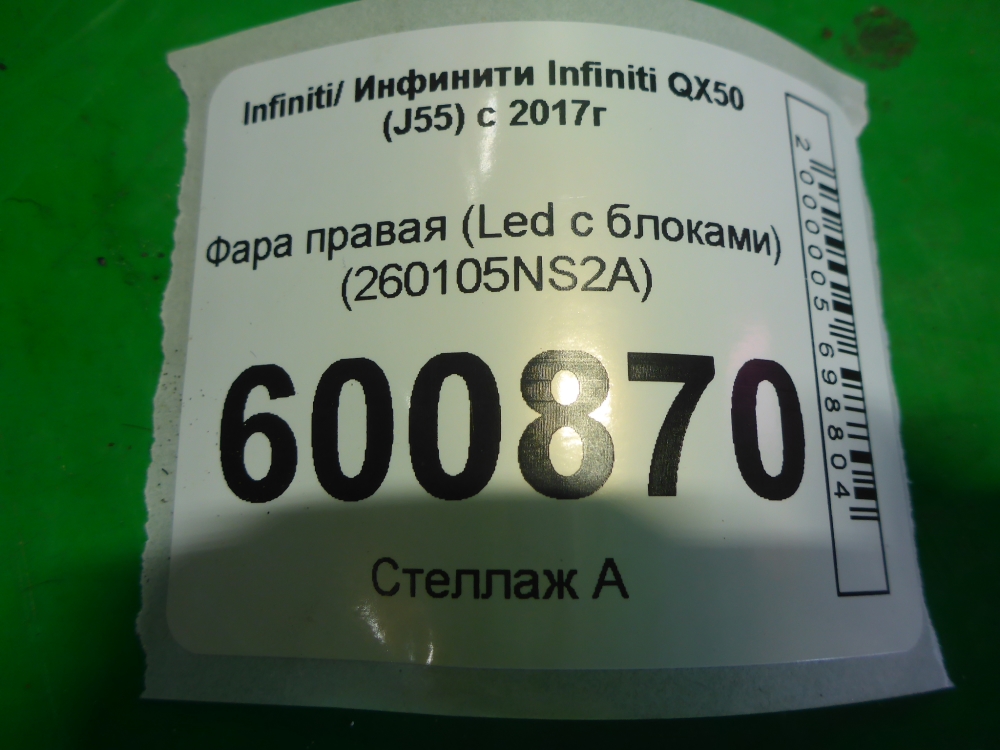 Infiniti/ Инфинити Infiniti QX50
(J55) с 2017г
Фара правая (Led с блоками)
(260105NS2A)
600870
Стеллаж А
2000005698804